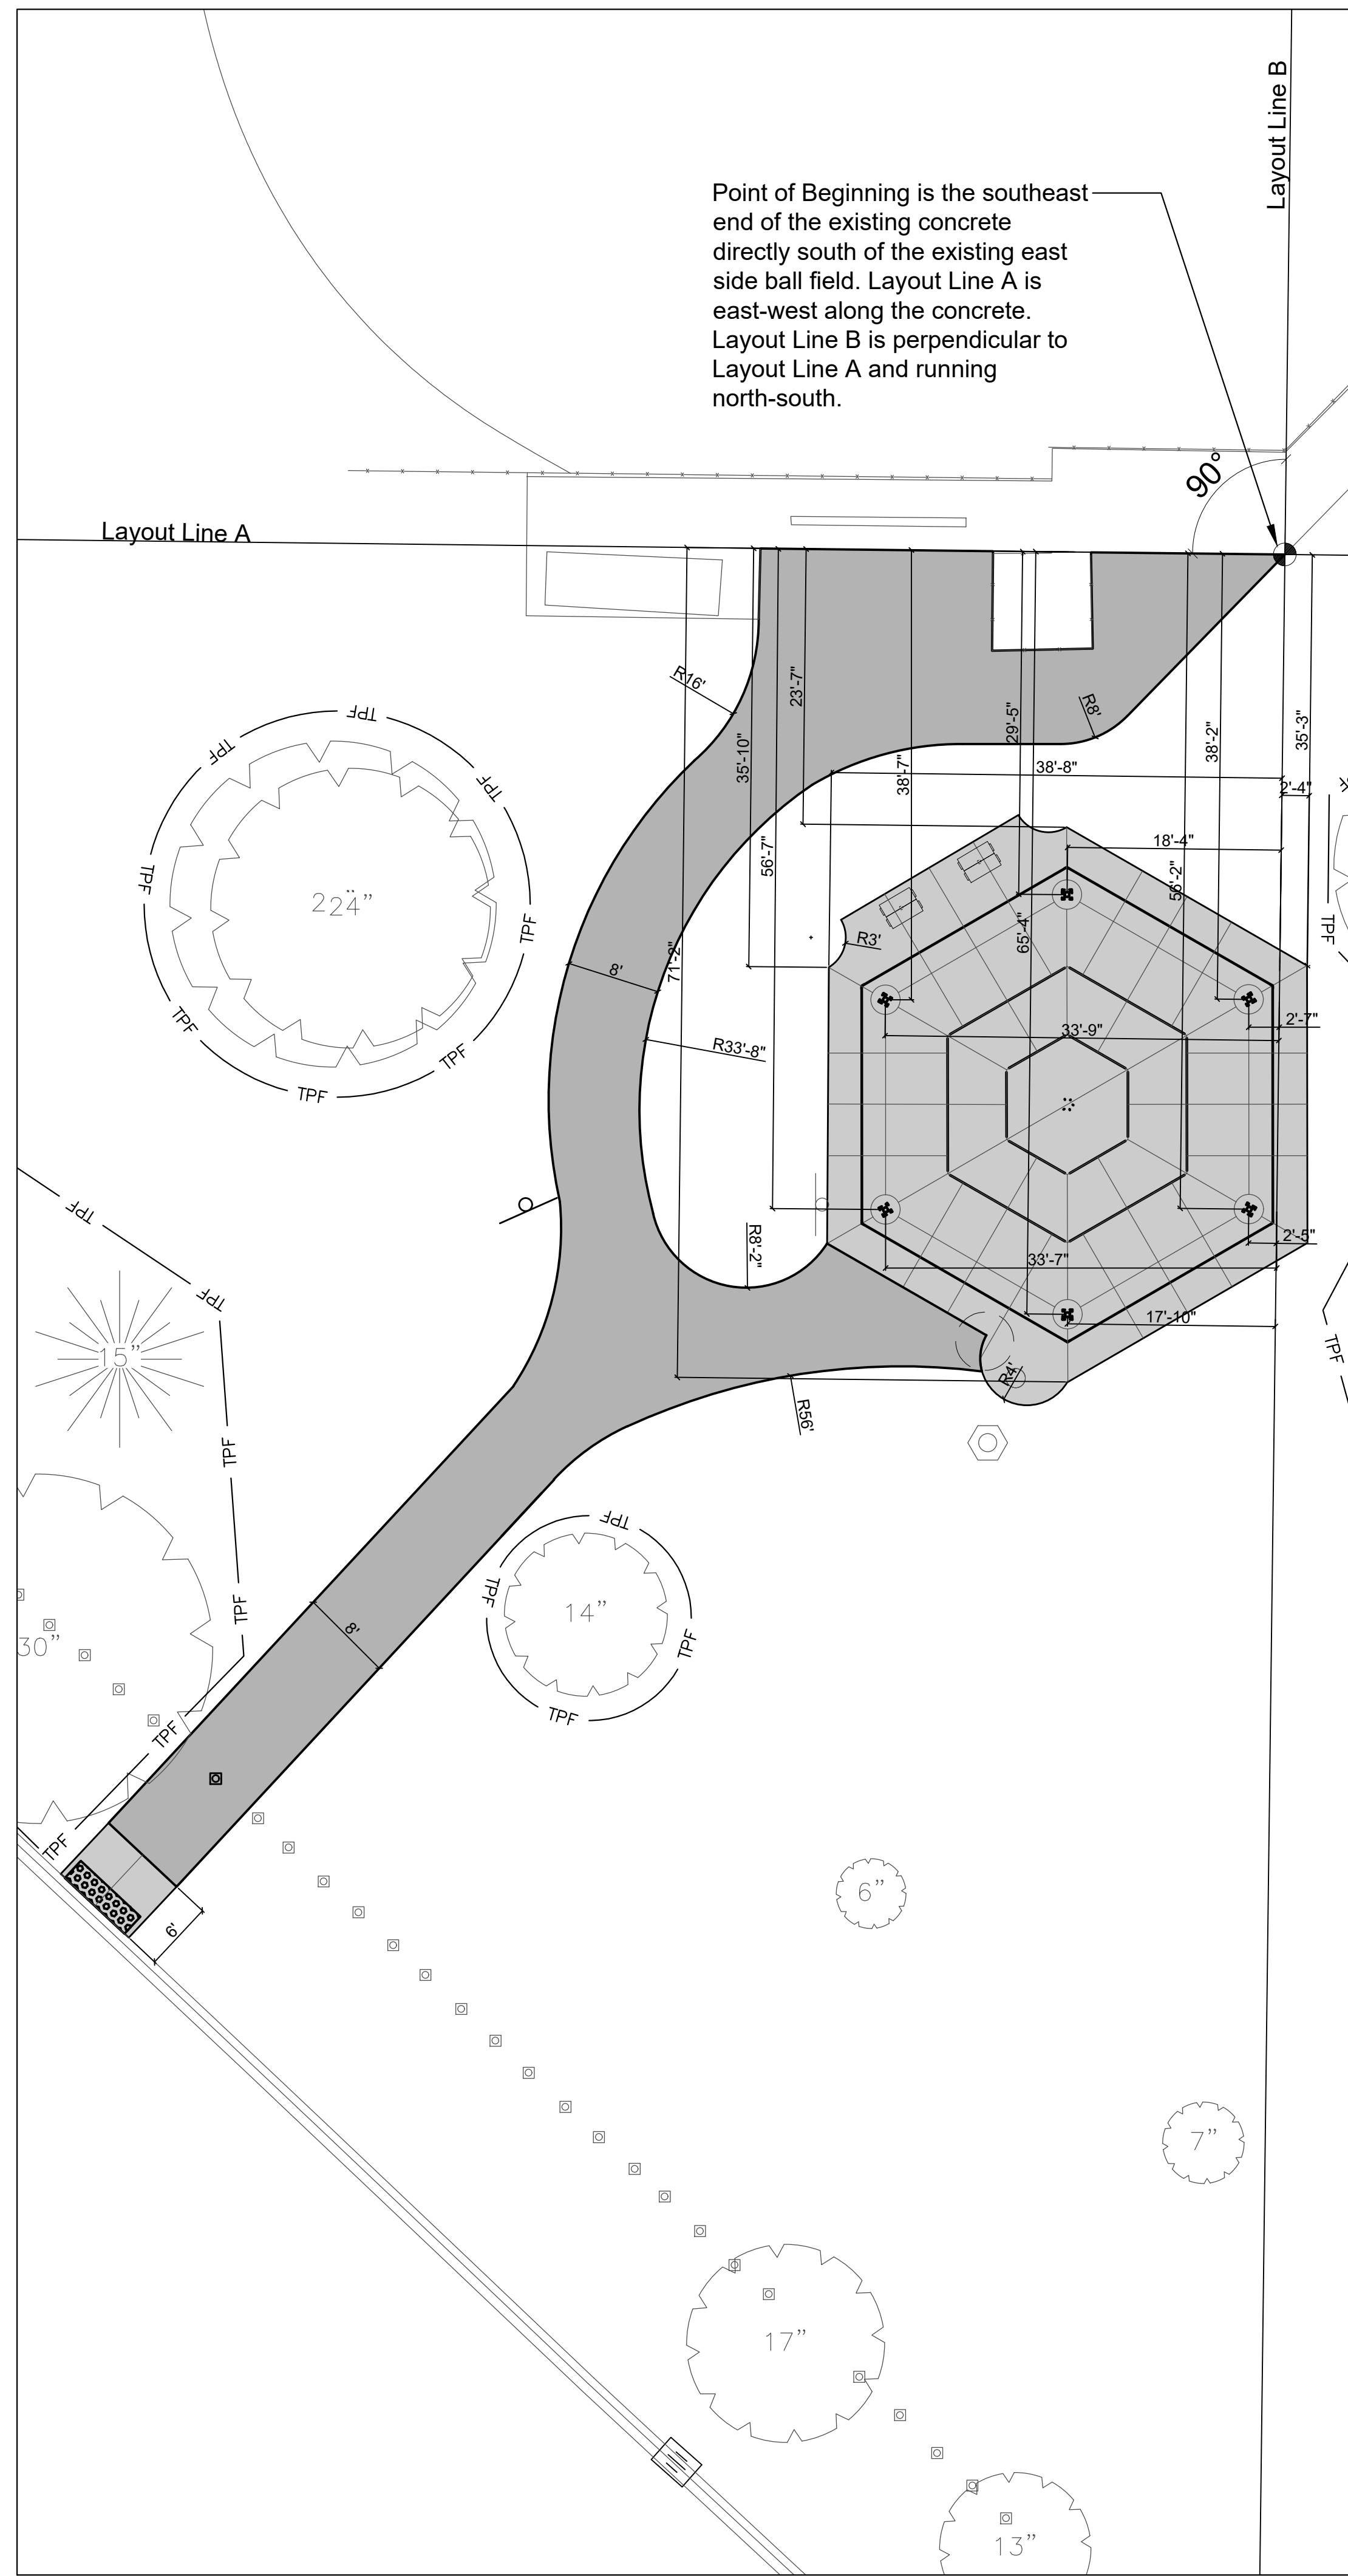 Layout Line B
Point of Beginning is the southeast
end of the existing concrete
directly south of the existing east
side ball field. Layout Line A is
east-west along the concrete.
Layout Line B is perpendicular to
Layout Line A and running
north-south.
90°
Layout Line A
R16'
23'-7"
R8'
29'-5"
38'-2"
35'-3"
35'-10"
38'-7"
38'-8"
2'-4"
TPF
TPF
TPF
TPF
TPF
TPF
TPF
TPF
TPF
224"
18'-4"
56'-7"
56'-2"
65'-4"
71'-2"
R3'
8'
TPF
2'-7"
33'-9"
R33'-8"
TPF
TPF
15"
R8'-2"
2'-5"
33'-7"
17'-10"
TPF
R4'
R56'
TPF
TPF
TPF
TPF
TPF
TPF
14"
8'
30"
TPF
TPF
6'
6"
7"
17"
13"